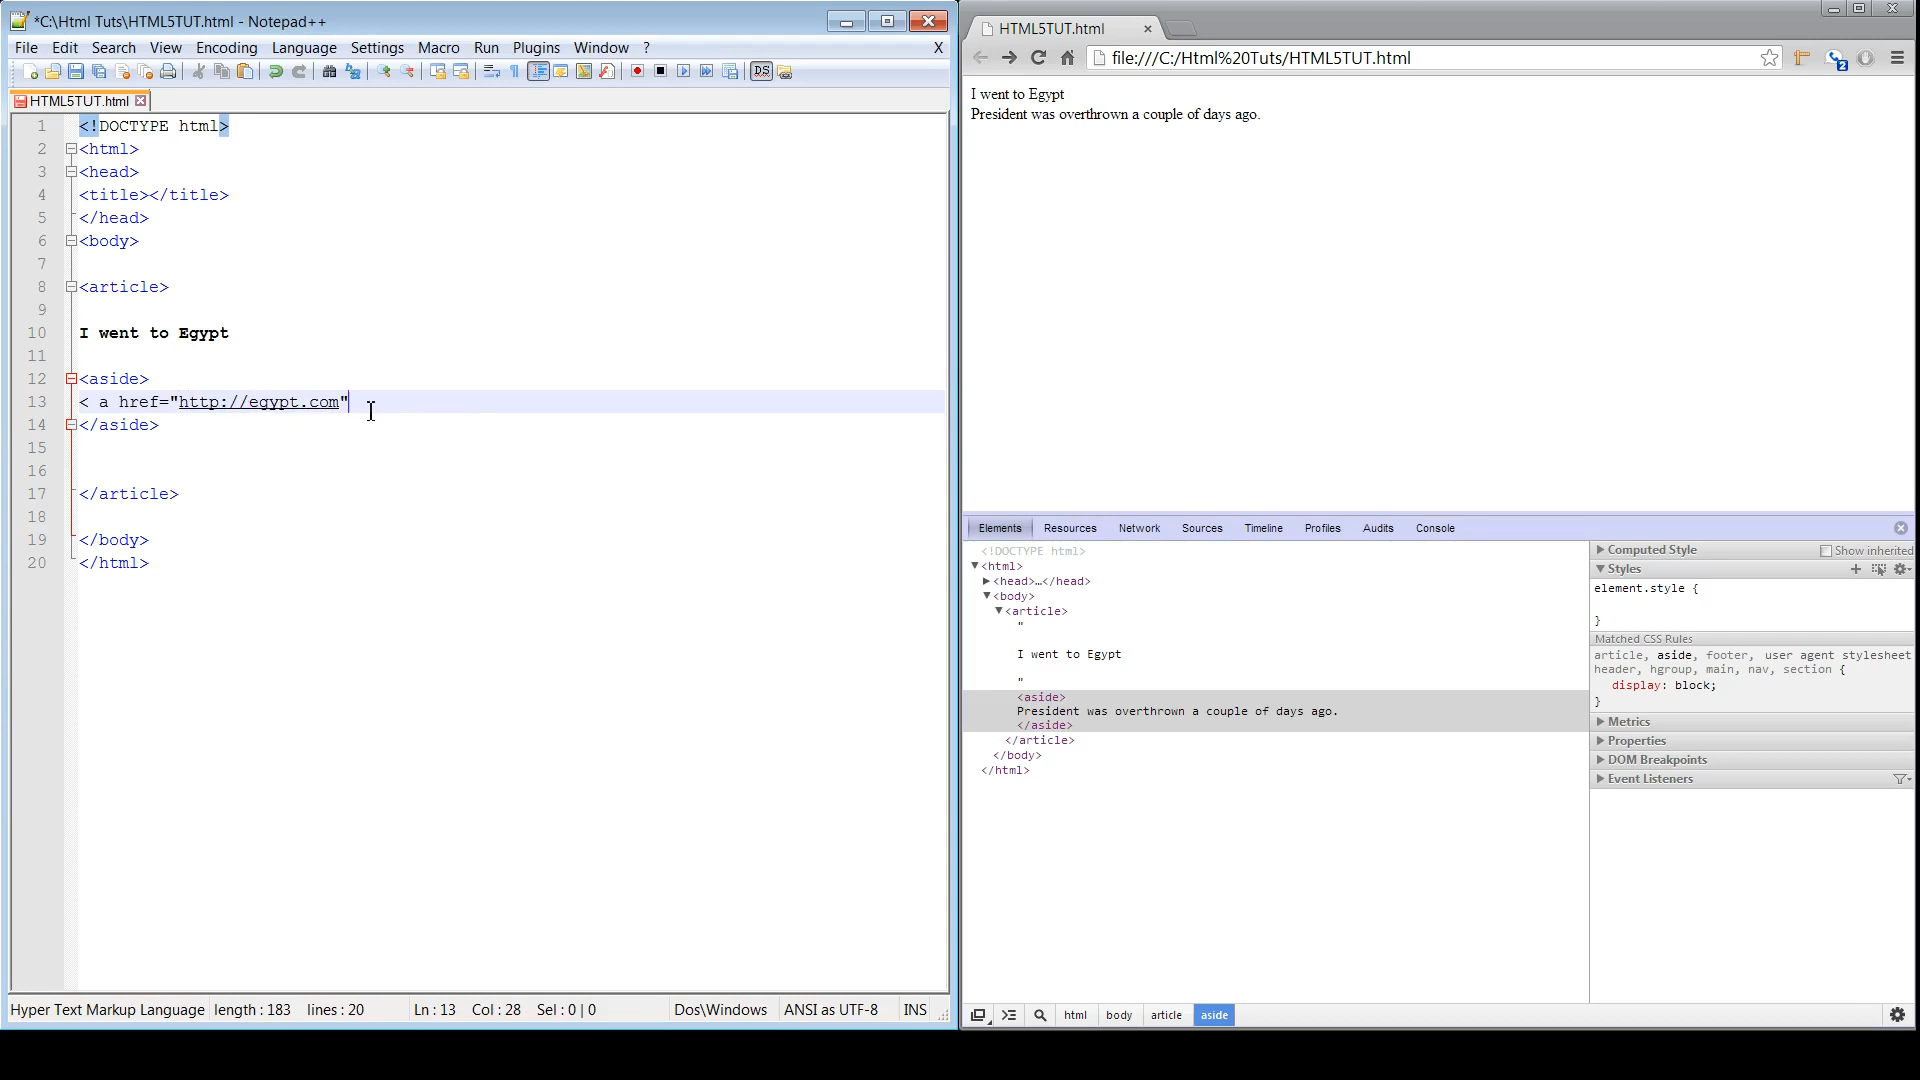 *C:\Html Tuts\HTML5TUT.html - Notepad++
File Edit Search View Encoding Language Settings Macro Run Plugins Window ? X
HTML5TUT.html
1 <!DOCTYPE html>
2 <html>
3 <head>
4 <title></title>
5 </head>
6 <body>
7
8 <article>
9
10 I went to Egypt
11
12 <aside>
13 < a href="http://egypt.com"
14 </aside>
15
16
17 </article>
18
19 </body>
20 </html>
Hyper Text Markup Language length : 183 lines : 20 Ln : 13 Col : 28 Sel : 0 | 0 Dos\Windows ANSI as UTF-8 INS
HTML5TUT.html
file:///C:/Html%20Tuts/HTML5TUT.html
2
I went to Egypt
President was overthrown a couple of days ago.
Elements Resources Network Sources Timeline Profiles Audits Console
<!DOCTYPE html>
<html>
<head>…</head>
<body>
<article>
"
I went to Egypt
"
<aside>
President was overthrown a couple of days ago.
</aside>
</article>
</body>
</html>
Computed Style Show inherited
Styles
element.style {
}
Matched CSS Rules
article, aside, footer, user agent stylesheet
header, hgroup, main, nav, section {
display: block;
}
Metrics
Properties
DOM Breakpoints
Event Listeners
html body article aside